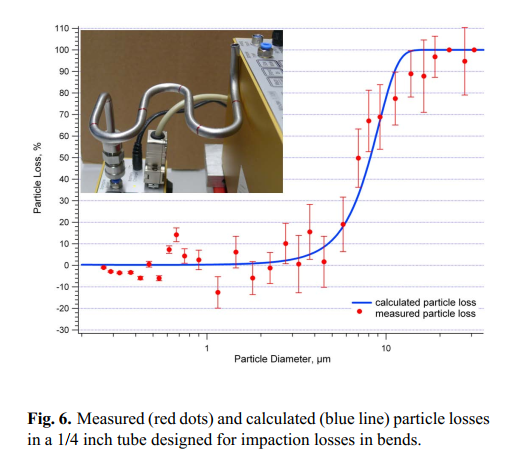 110
100
90
80
70
60
50
40
30
20
10
0
-10
-20
-30
Particle Loss, %
calculated particle loss
measured particle loss
1
10
Particle Diameter, µm
Fig. 6. Measured (red dots) and calculated (blue line) particle losses
in a 1/4 inch tube designed for impaction losses in bends.